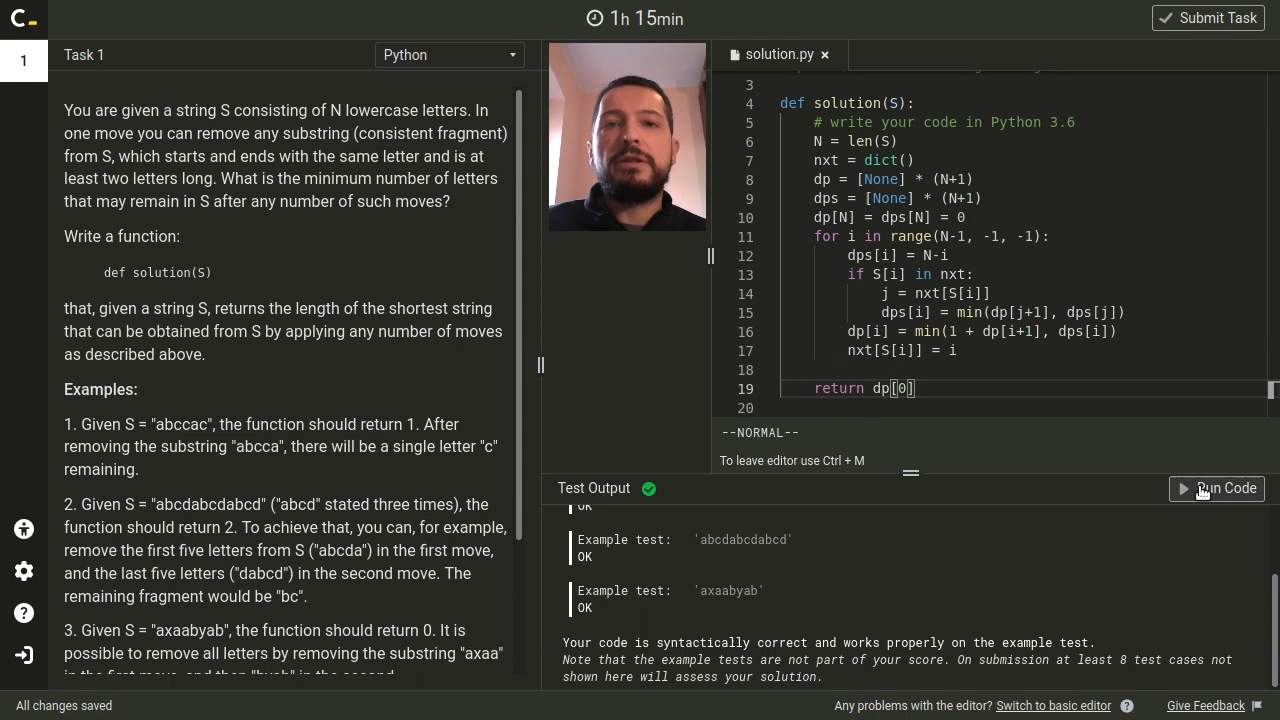 C_
1h 15min
Submit Task
1
Task 1
Python
solution.py ×
You are given a string S consisting of N lowercase letters. In
one move you can remove any substring (consistent fragment)
from S, which starts and ends with the same letter and is at
least two letters long. What is the minimum number of letters
that may remain in S after any number of such moves?
Write a function:
def solution(S)
that, given a string S, returns the length of the shortest string
that can be obtained from S by applying any number of moves
as described above.
Examples:
1. Given S = "abccac", the function should return 1. After
removing the substring "abcca", there will be a single letter "c"
remaining.
2. Given S = "abcdabcdabcd" ("abcd" stated three times), the
function should return 2. To achieve that, you can, for example,
remove the first five letters from S ("abcda") in the first move,
and the last five letters ("dabcd") in the second move. The
remaining fragment would be "bc".
3. Given S = "axaabyab", the function should return 0. It is
possible to remove all letters by removing the substring "axaa"
3
4 def solution(S):
5 # write your code in Python 3.6
6 N = len(S)
7 nxt = dict()
8 dp = [None] * (N+1)
9 dps = [None] * (N+1)
10 dp[N] = dps[N] = 0
11 for i in range(N-1, -1, -1):
12 dps[i] = N-i
13 if S[i] in nxt:
14 j = nxt[S[i]]
15 dps[i] = min(dp[j+1], dps[j])
16 dp[i] = min(1 + dp[i+1], dps[i])
17 nxt[S[i]] = i
18
19 return dp[0]
20
--NORMAL--
To leave editor use Ctrl + M
Test Output
Run Code
OK
Example test: 'abcdabcdabcd'
OK
Example test: 'axaabyab'
OK
Your code is syntactically correct and works properly on the example test.
Note that the example tests are not part of your score. On submission at least 8 test cases not
shown here will assess your solution.
All changes saved
Any problems with the editor? Switch to basic editor ?
Give Feedback